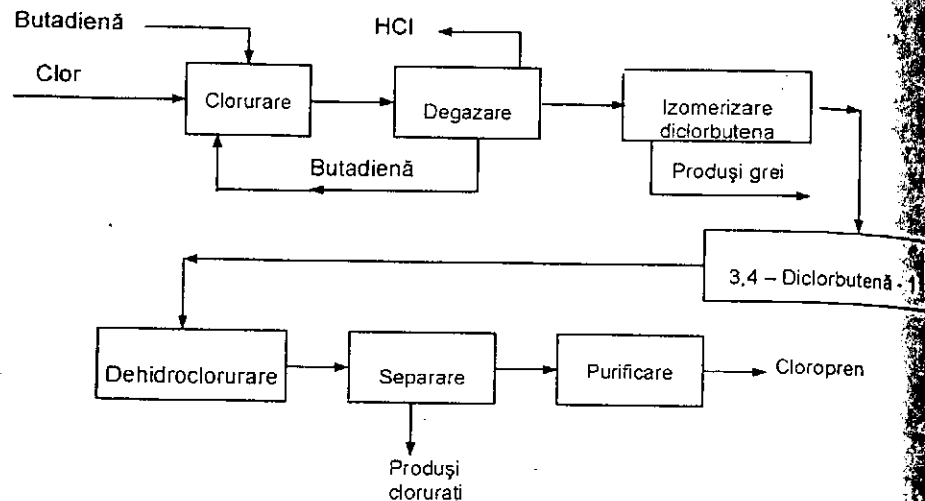 Butadienă
HCl
Clor
Clorurare
Degazare
Izomerizare
diclorbutena
Butadienă
Produşi grei
3,4 – Diclorbutenă - 1
Dehidroclorurare
Separare
Purificare
Cloropren
Produşi
clorurati